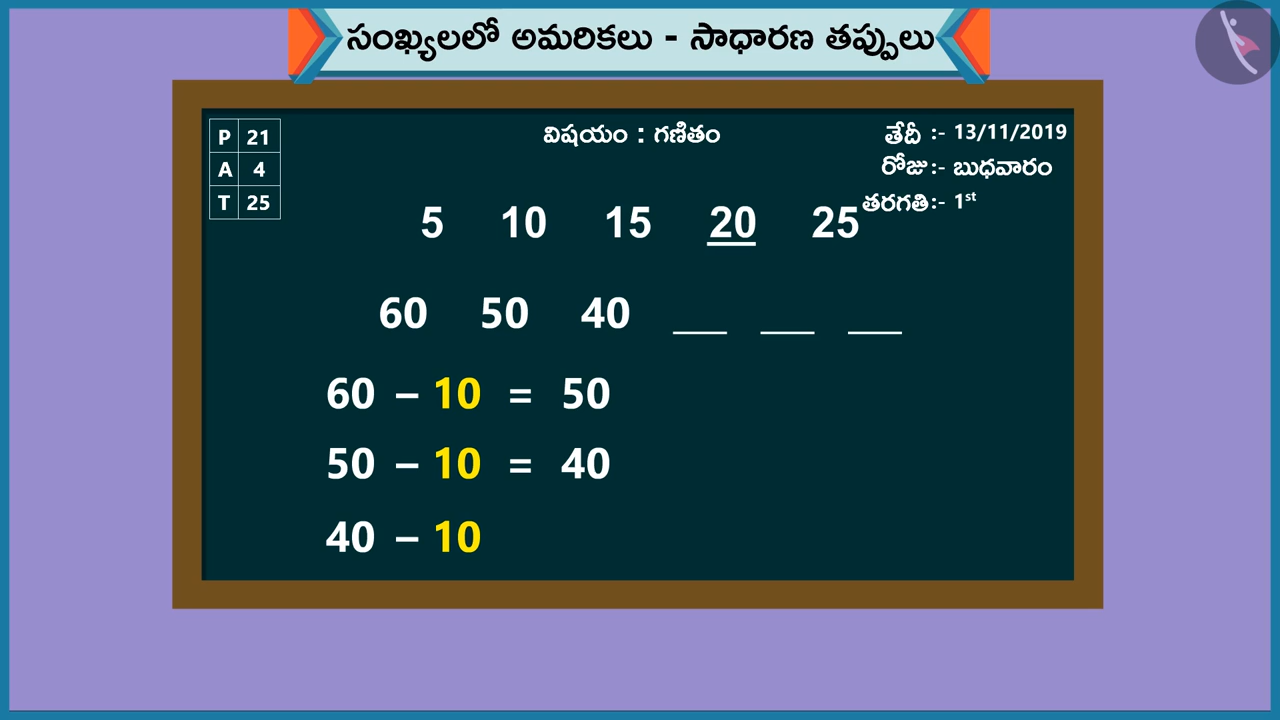 సంఖ్యలలో అమరికలు - సాధారణ తప్పులు
P 21
A 4
T 25
విషయం : గణితం
తేదీ :- 13/11/2019
రోజు:- బుధవారం
తరగతి:- 1st
5 10 15 20 25
60 50 40 ___ ___ ___
60 – 10 = 50
50 – 10 = 40
40 – 10